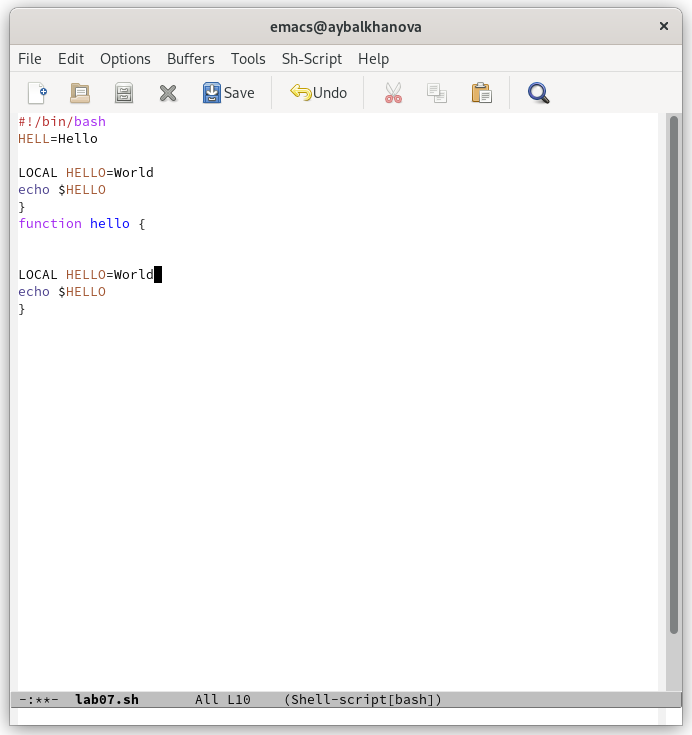 emacs@aybalkhanova ×
File Edit Options Buffers Tools Sh-Script Help
Save Undo
#!/bin/bash
HELL=Hello
LOCAL HELLO=World
echo $HELLO
}
function hello {
LOCAL HELLO=World
echo $HELLO
}
-:**- lab07.sh All L10 (Shell-script[bash])